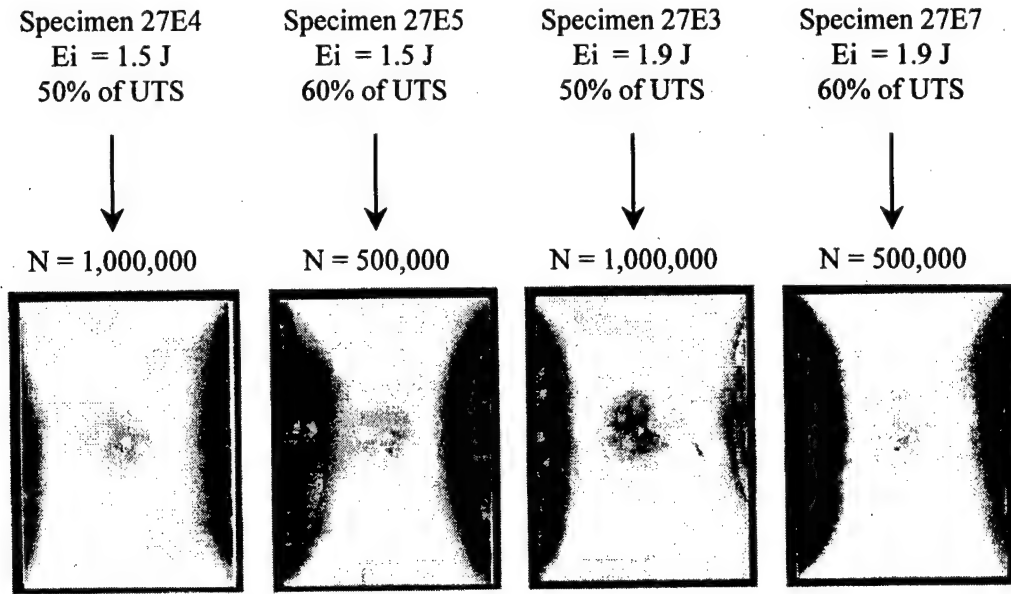 Specimen 27E4
Ei = 1.5 J
50% of UTS
N = 1,000,000
Specimen 27E5
Ei = 1.5 J
60% of UTS
N = 500,000
Specimen 27E3
Ei = 1.9 J
50% of UTS
N = 1,000,000
Specimen 27E7
Ei = 1.9 J
60% of UTS
N = 500,000